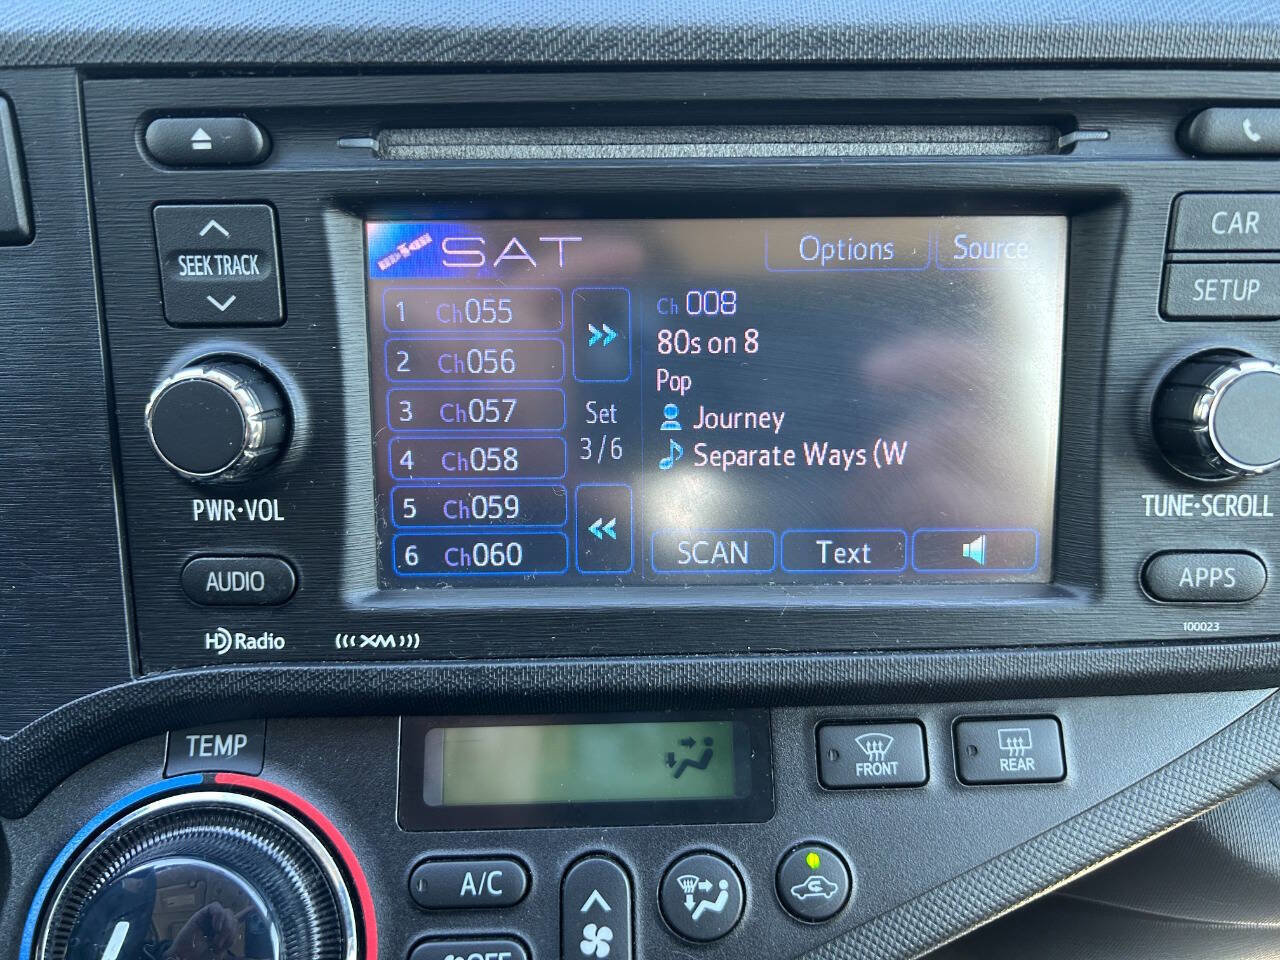 SAT
Options
Source
CAR
SEEK TRACK
SETUP
1 Ch055
2 Ch056
3 Ch057
4 Ch058
5 Ch059
6 Ch060
Set
3/6
Ch 008
80s on 8
Pop
Journey
Separate Ways (W
SCAN
Text
PWR•VOL
TUNE•SCROLL
AUDIO
APPS
100023
HD Radio
XM
TEMP
FRONT
REAR
A/C
OFF